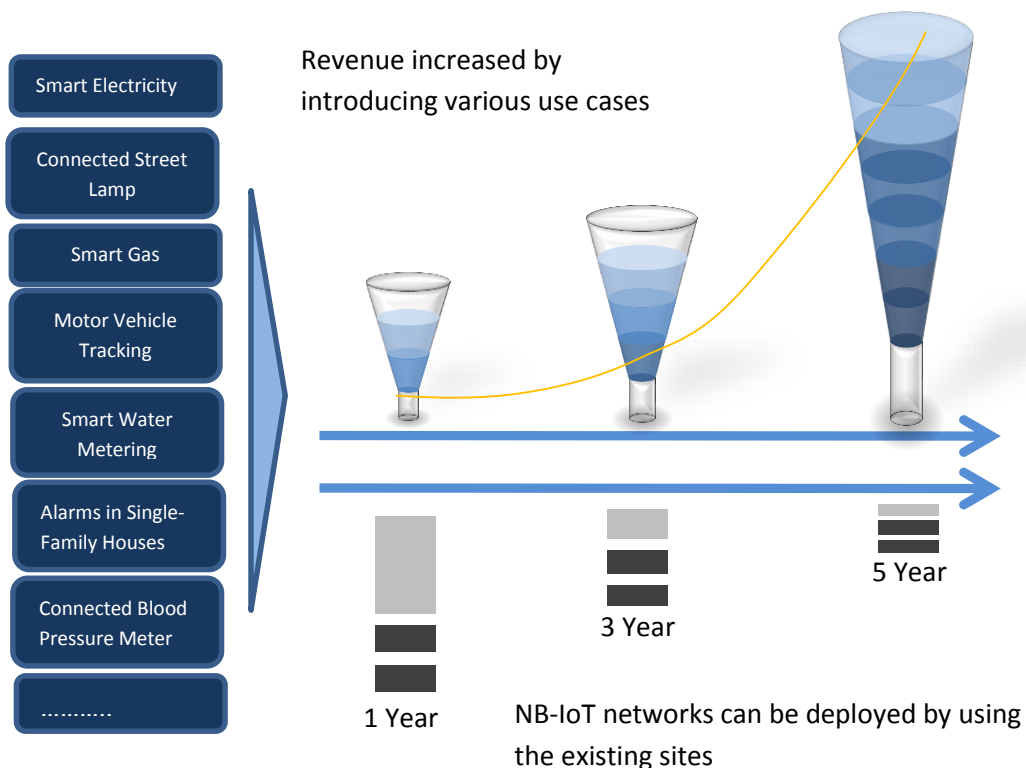 Smart Electricity
Connected Street
Lamp
Smart Gas
Motor Vehicle
Tracking
Smart Water
Metering
Alarms in Single-
Family Houses
Connected Blood
Pressure Meter
...........
Revenue increased by
introducing various use cases
1 Year
3 Year
5 Year
NB-IoT networks can be deployed by using
the existing sites